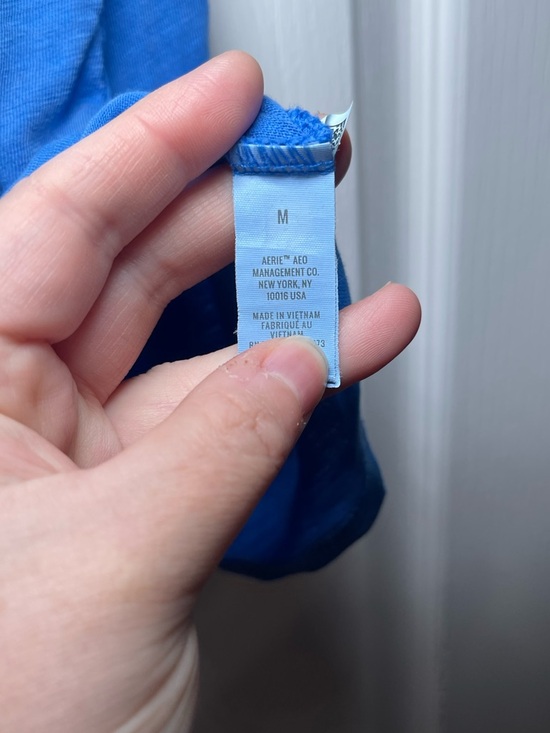 M
AERIE™ AEO
MANAGEMENT CO.
NEW YORK, NY
10016 USA
MADE IN VIETNAM
FABRIQUÉ AU
VIETNAM